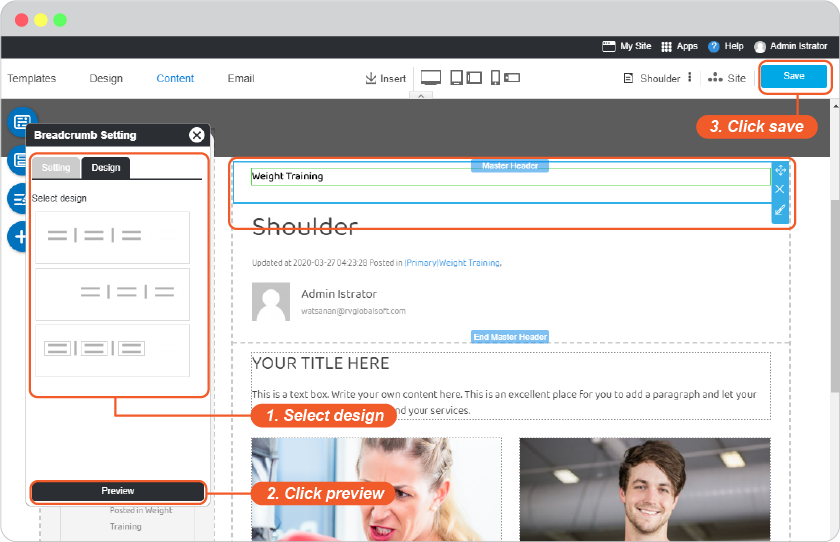 My Site Apps ? Help Admin Istrator
Templates Design Content Email Insert Shoulder Site Save
3. Click save
Breadcrumb Setting
Setting Design
Select design
Master Header
Weight Training
Shoulder
Updated at 2020-03-27 04:23:28 Posted in (Primary)Weight Training,
Admin Istrator
watsanan@rvglobalsoft.com
End Master Header
YOUR TITLE HERE
This is a text box. Write your own content here. This is an excellent place for you to add a paragraph and let your
nd your services.
1. Select design
2. Click preview
Preview
Posted in Weight
Training